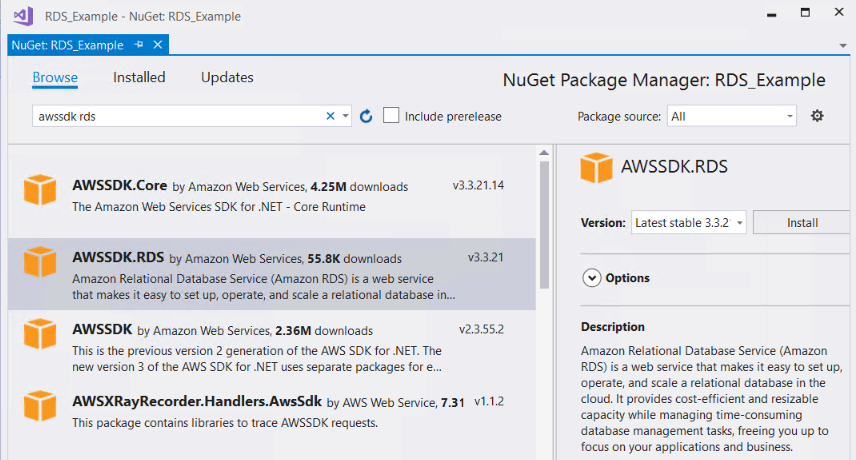 RDS_Example - NuGet: RDS_Example
NuGet: RDS_Example
Browse Installed Updates
NuGet Package Manager: RDS_Example
awssdk rds
Include prerelease
Package source: All
AWSSDK.Core by Amazon Web Services, 4.25M downloads v3.3.21.14
The Amazon Web Services SDK for .NET - Core Runtime
AWSSDK.RDS by Amazon Web Services, 55.8K downloads v3.3.21
Amazon Relational Database Service (Amazon RDS) is a web service
that makes it easy to set up, operate, and scale a relational database in...
AWSSDK by Amazon Web Services, 2.36M downloads v2.3.55.2
This is the previous version 2 generation of the AWS SDK for .NET. The
new version 3 of the AWS SDK for .NET uses separate packages for e...
AWSXRayRecorder.Handlers.AwsSdk by AWS Web Service, 7.31 v1.1.2
This package contains libraries to trace AWSSDK requests.
AWSSDK.RDS
Version: Latest stable 3.3.2 Install
Options
Description
Amazon Relational Database Service (Amazon
RDS) is a web service that makes it easy to set up,
operate, and scale a relational database in the
cloud. It provides cost-efficient and resizable
capacity while managing time-consuming
database management tasks, freeing you up to
focus on your applications and business.